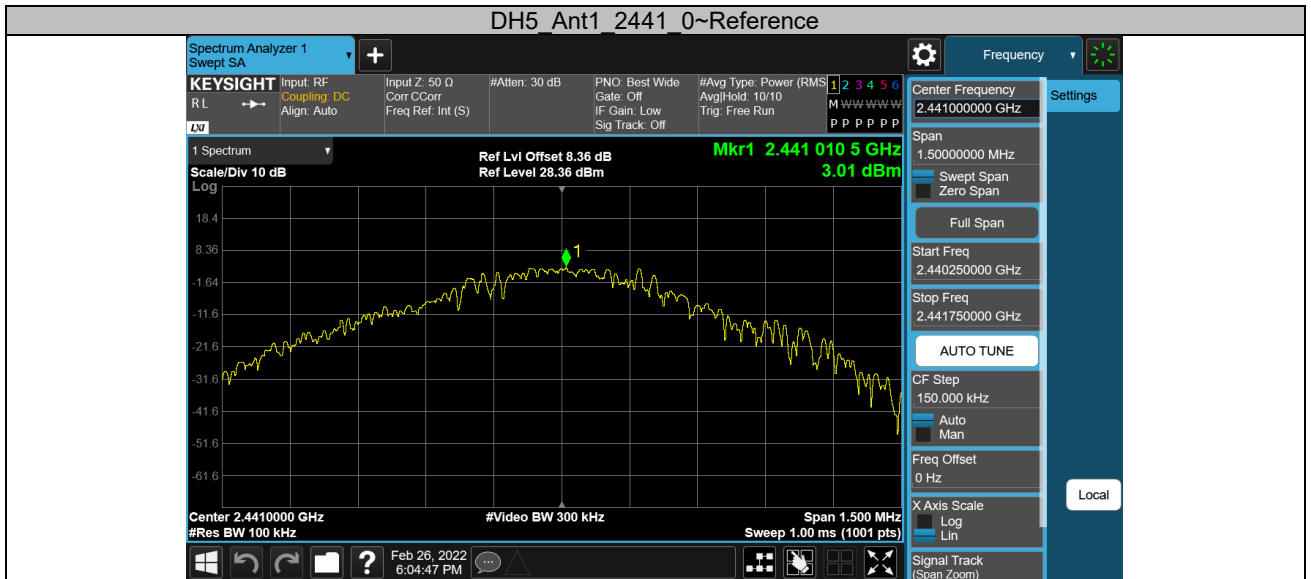 DH5_Ant1_2441_0~Reference
Spectrum Analyzer 1
Swept SA
+
Frequency
KEYSIGHT
RL
LXI
Input: RF
Coupling: DC
Align: Auto
Input Z: 50 Ω
Corr CCorr
Freq Ref: Int (S)
#Atten: 30 dB
PNO: Best Wide
Gate: Off
IF Gain: Low
Sig Track: Off
#Avg Type: Power (RMS
Avg|Hold: 10/10
Trig: Free Run
1 2 3 4 5 6
M W W W W W
P P P P P P
1 Spectrum
Scale/Div 10 dB
Ref Lvl Offset 8.36 dB
Ref Level 28.36 dBm
Mkr1 2.441 010 5 GHz
3.01 dBm
Log
18.4
8.36
-1.64
-11.6
-21.6
-31.6
-41.6
-51.6
-61.6
1
Center 2.4410000 GHz
#Res BW 100 kHz
#Video BW 300 kHz
Span 1.500 MHz
Sweep 1.00 ms (1001 pts)
?
Feb 26, 2022
6:04:47 PM
Center Frequency
2.441000000 GHz
Span
1.50000000 MHz
Swept Span
Zero Span
Full Span
Start Freq
2.440250000 GHz
Stop Freq
2.441750000 GHz
AUTO TUNE
CF Step
150.000 kHz
Auto
Man
Freq Offset
0 Hz
X Axis Scale
Log
Lin
Signal Track
(Span Zoom)
Settings
Local